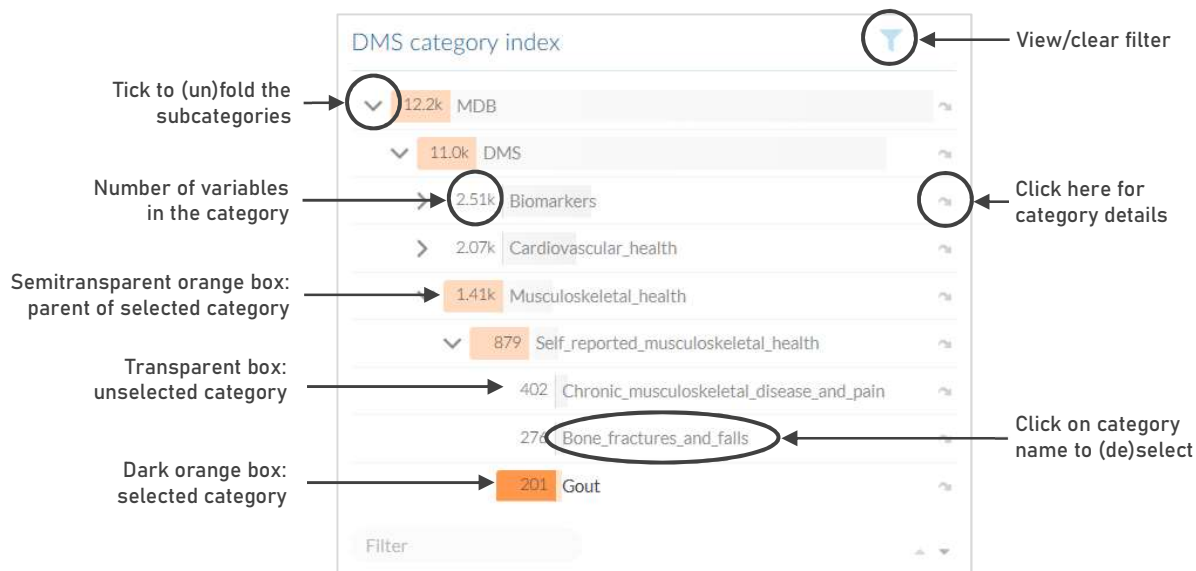 DMS category index
View/clear filter
Tick to (un)fold the
subcategories
12.2k MDB
11.0k DMS
Number of variables
in the category
2.51k Biomarkers
Click here for
category details
2.07k Cardiovascular_health
Semitransparent orange box:
parent of selected category
1.41k Musculoskeletal_health
879 Self_reported_musculoskeletal_health
Transparent box:
unselected category
402 Chronic_musculoskeletal_disease_and_pain
276 Bone_fractures_and_falls
Click on category
name to (de)select
Dark orange box:
selected category
201 Gout
Filter